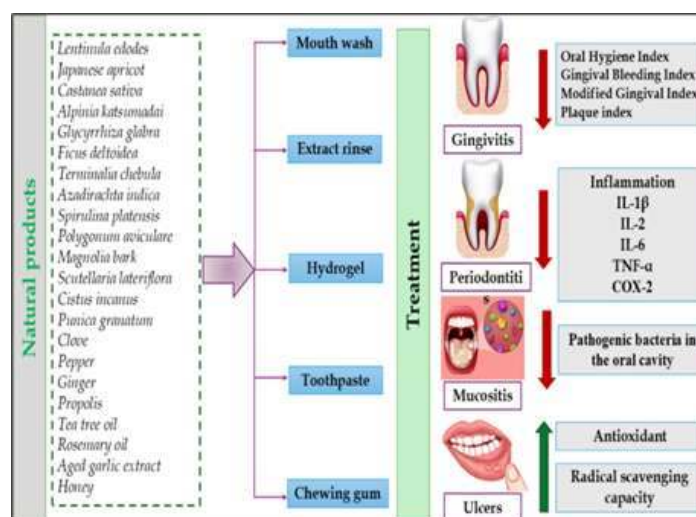 Natural products
Lentinula edodes
Japanese apricot
Castanea sativa
Alpinia katsumadai
Glycyrrhiza glabra
Ficus deltoidea
Terminalia chebula
Azadirachta indica
Spirulina platensis
Polygonum aviculare
Magnolia bark
Scutellaria lateriflora
Cistus incanus
Punica granatum
Clove
Pepper
Ginger
Propolis
Tea tree oil
Rosemary oil
Aged garlic extract
Honey
Mouth wash
Extract rinse
Hydrogel
Toothpaste
Chewing gum
Treatment
Gingivitis
Periodontiti
s
Mucositis
Ulcers
Oral Hygiene Index
Gingival Bleeding Index
Modified Gingival Index
Plaque index
Inflammation
IL-1β
IL-2
IL-6
TNF-α
COX-2
Pathogenic bacteria in
the oral cavity
Antioxidant
Radical scavenging
capacity